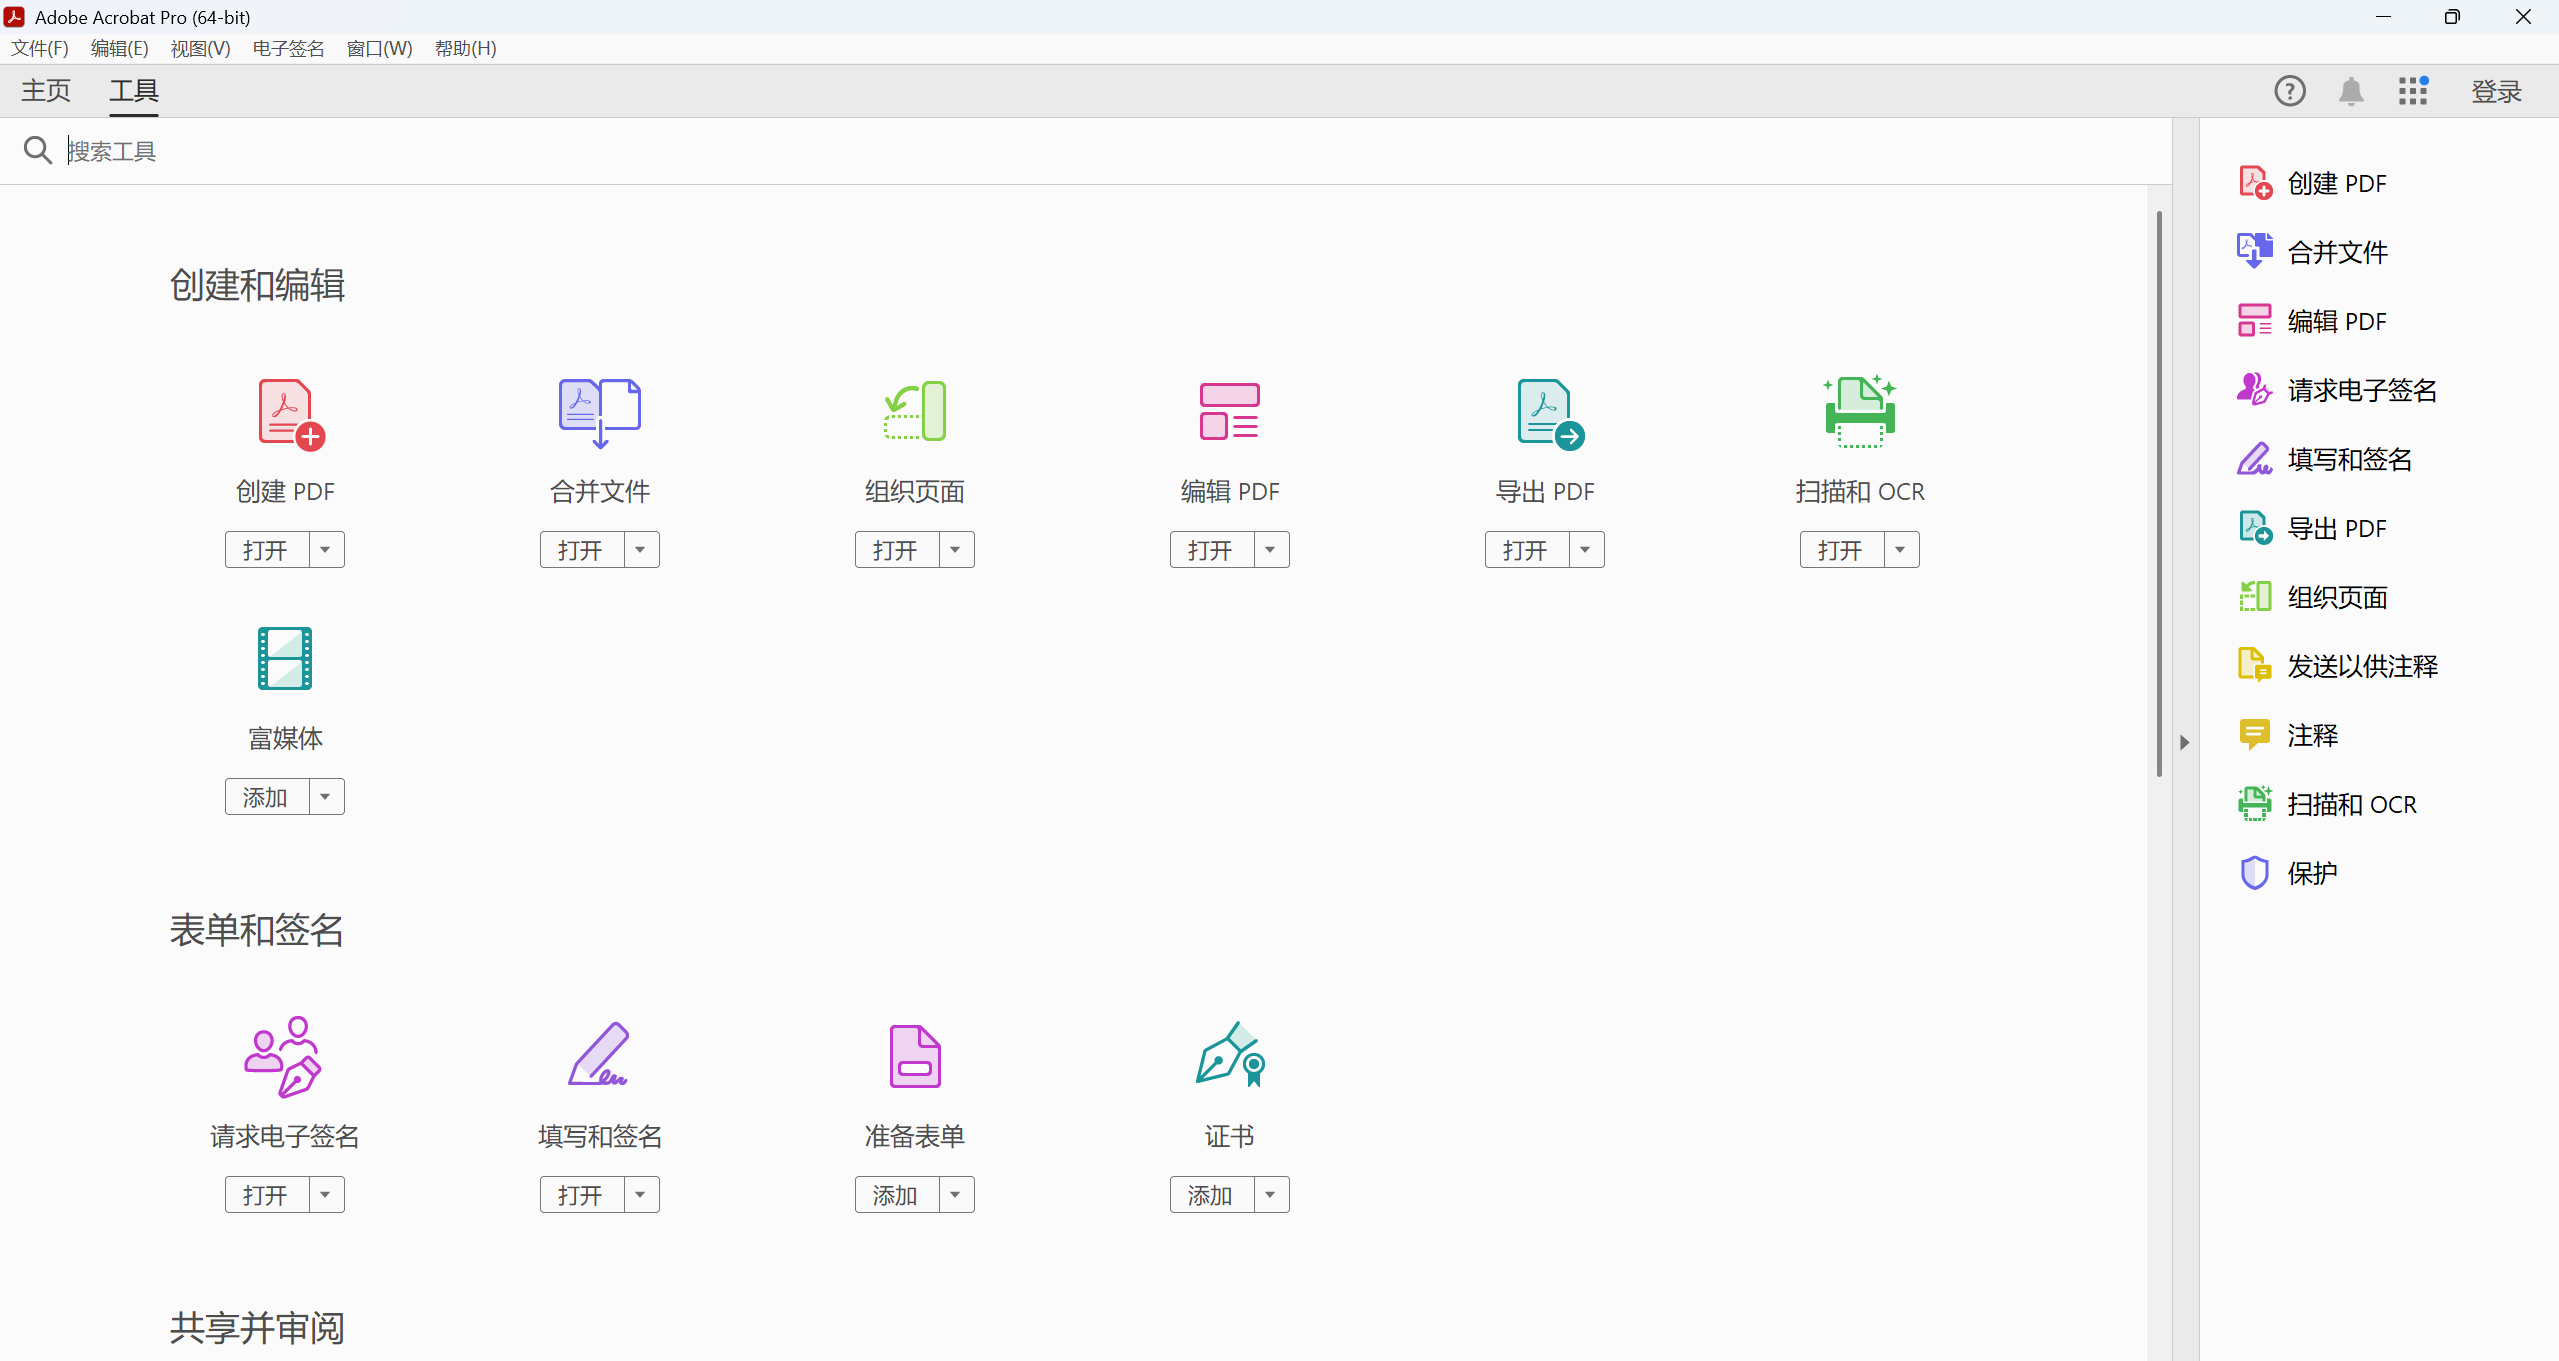 Adobe Acrobat Pro (64-bit)
文件(F) 编辑(E) 视图(V) 电子签名 窗口(W) 帮助(H)
主页 工具 登录
搜索工具
创建和编辑
创建 PDF 合并文件 组织页面 编辑 PDF 导出 PDF 扫描和 OCR
打开 打开 打开 打开 打开 打开
富媒体
添加
表单和签名
请求电子签名 填写和签名 准备表单 证书
打开 打开 添加 添加
共享并审阅
创建 PDF
合并文件
编辑 PDF
请求电子签名
填写和签名
导出 PDF
组织页面
发送以供注释
注释
扫描和 OCR
保护